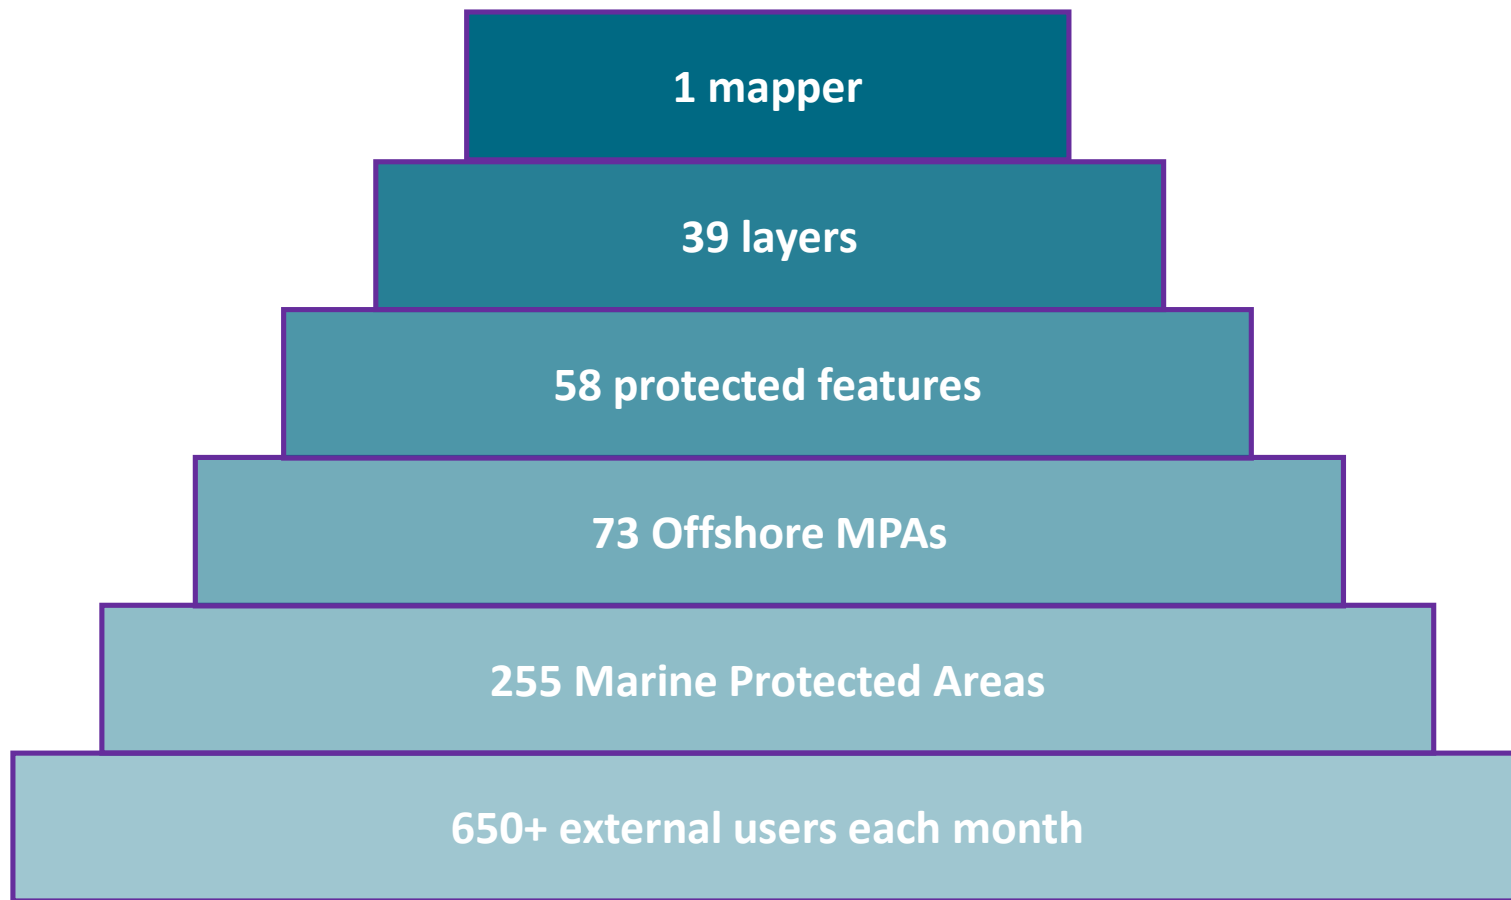 1 mapper
39 layers
58 protected features
73 Offshore MPAs
255 Marine Protected Areas
650+ external users each month